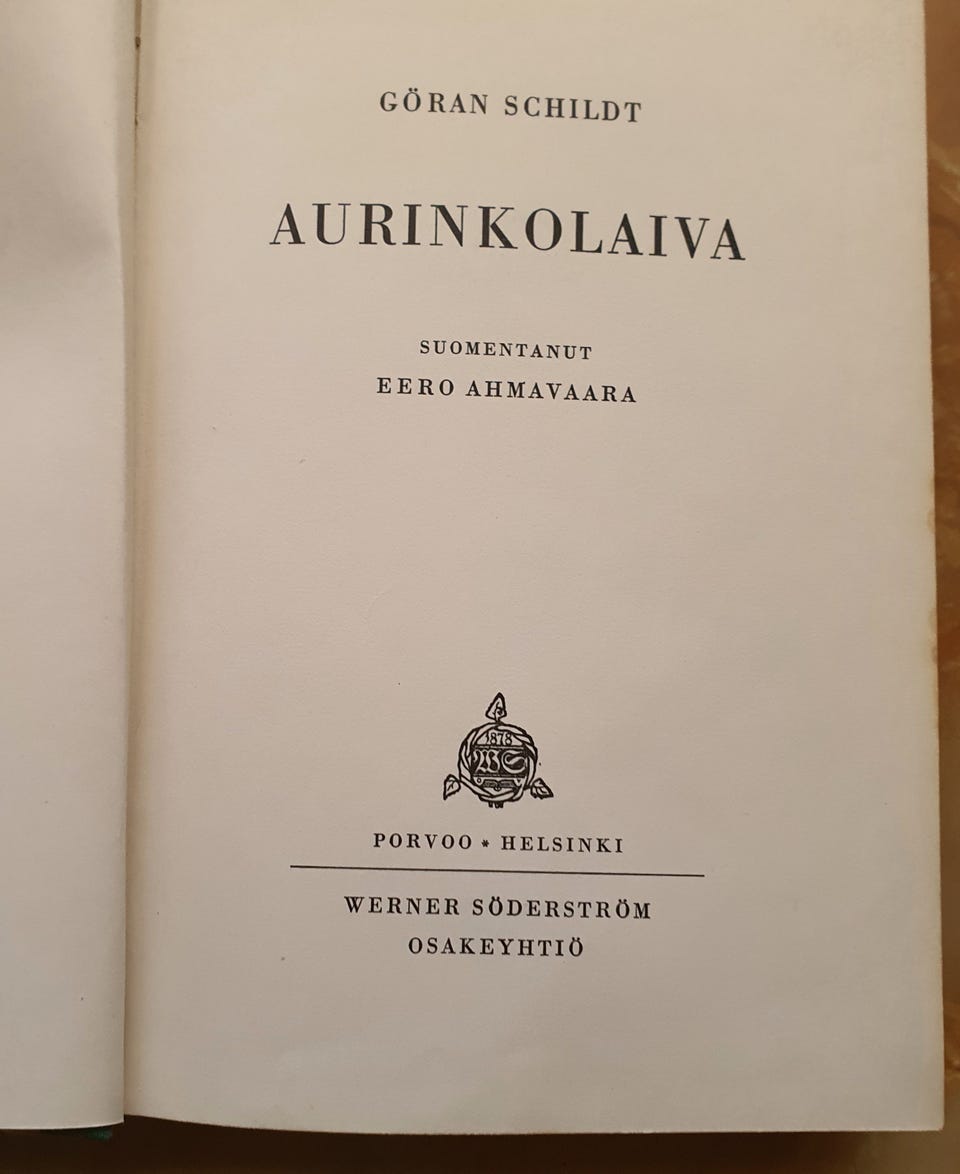 GÖRAN SCHILDT
AURINKOLAIVA
SUOMENTANUT
EERO AHMAVAARA
1878
WS
PORVOO * HELSINKI
WERNER SÖDERSTRÖM
OSAKEYHTIÖ